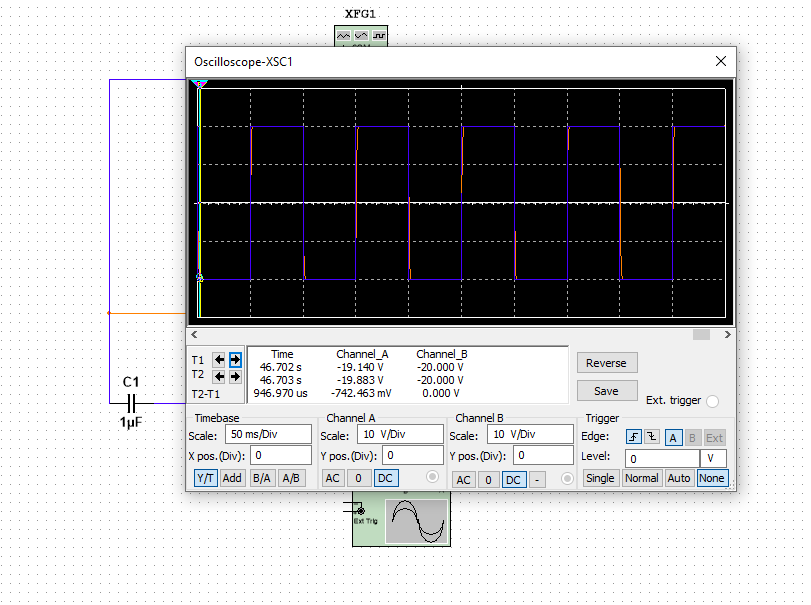 XFG1
Oscilloscope-XSC1
T1
T2
T2-T1
Time Channel_A Channel_B
46.702 s -19.140 V -20.000 V
46.703 s -19.883 V -20.000 V
946.970 us -742.463 mV 0.000 V
Reverse
Save
Ext. trigger
C1
1µF
Timebase
Scale: 50 ms/Div
X pos.(Div): 0
Y/T Add B/A A/B
Channel A
Scale: 10 V/Div
Y pos.(Div): 0
AC 0 DC
Channel B
Scale: 10 V/Div
Y pos.(Div): 0
AC 0 DC -
Trigger
Edge: A B Ext
Level: 0 V
Single Normal Auto None
Ext Trig